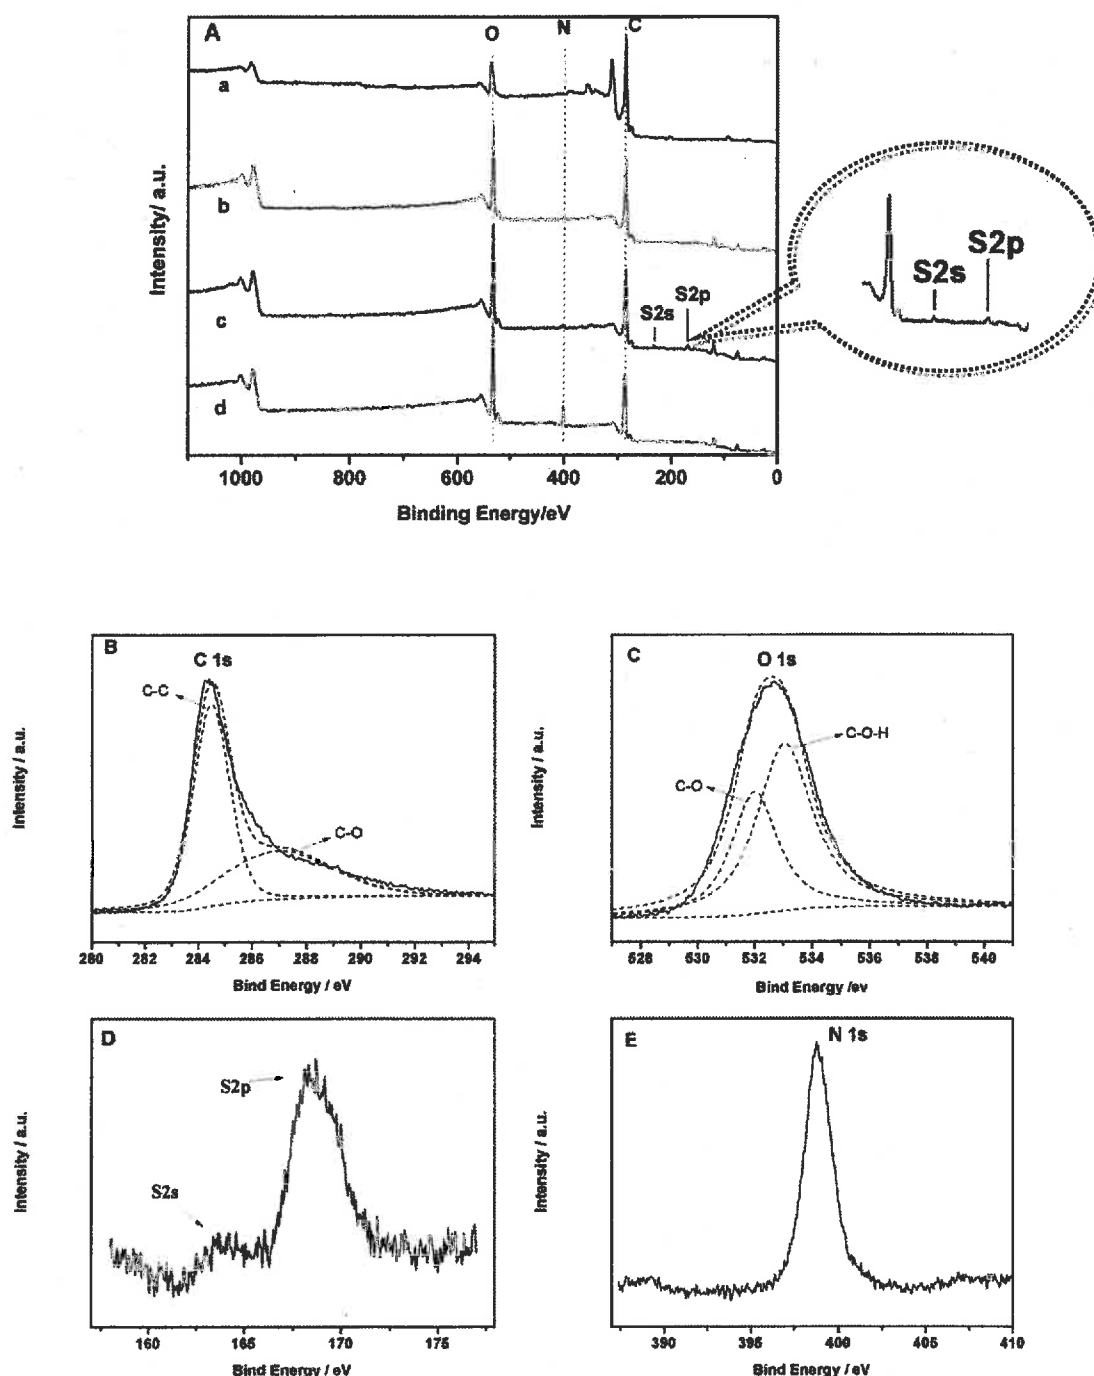 A
O
N
C
a
b
c
d
S2s
S2p
S2s
S2p
Intensity/ a.u.
1000
800
600
400
200
0
Binding Energy/eV
B
C 1s
C-C
C-O
Intensity / a.u.
280
282
284
286
288
290
292
294
Bind Energy / eV
C
O 1s
C-O-H
C-O
Intensity / a.u.
528
530
532
534
536
538
540
Bind Energy /ev
D
S2p
S2s
Intensity / a.u.
160
165
170
175
Bind Energy / eV
E
N 1s
Intensity / a.u.
390
395
400
405
410
Bind Energy / eV